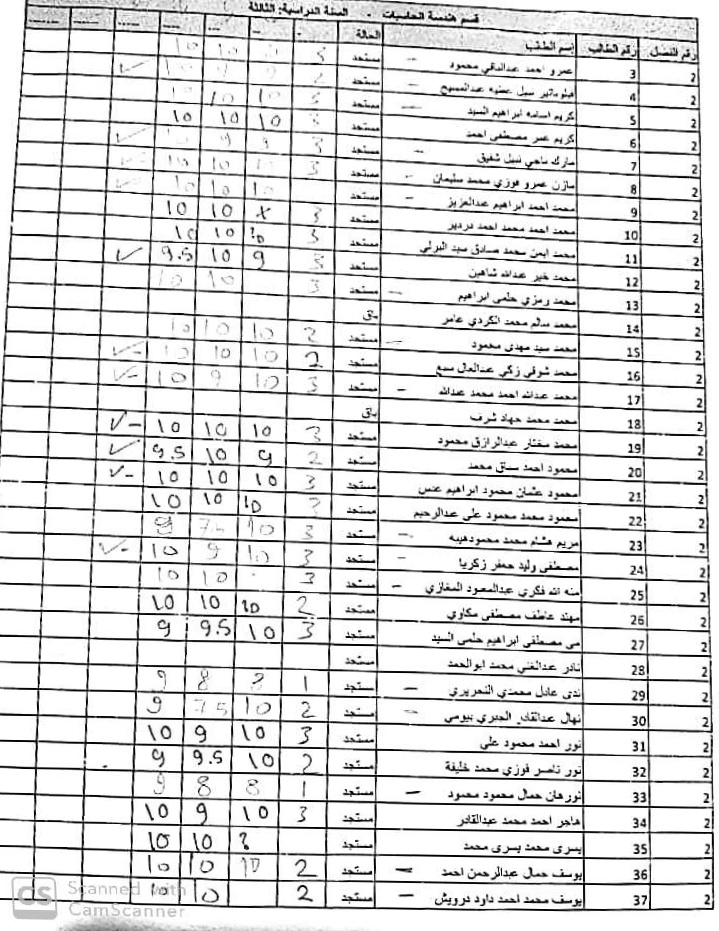 قسم هندسة الحاسبات - السنة الدراسية: الثالثة
رقم الفصل رقم الطالب إسم الطالب الحالة
2 3 عمرو احمد عبدالباقي محمود مستجد 3 10 10
2 4 فيلوباتير نبيل عطيه عبدالمسيح مستجد 2 9 10 ✓
2 5 كريم اسامه ابراهيم السيد مستجد 3 10 10
2 6 كريم عمر مصطفى احمد مستجد 10 10 10
2 7 مارك ناجي نبيل شفيق مستجد 3 9 9 ✓
2 8 مازن عمرو فوزي محمد سليمان مستجد 3 10 10 ✓
2 9 محمد احمد ابراهيم عبدالعزيز مستجد 10 10 10 ✓
2 10 محمد احمد محمد احمد دردير مستجد 3 x 10 10
2 11 محمد ايمن محمد صادق سيد البرلي مستجد 3 10 10 10
2 12 محمد خير عبدالله شاهين مستجد 3 9 10 9.5 ✓
2 13 محمد رمزي حلمى ابراهيم مستجد 3 10 10
2 14 محمد سالم محمد الكردي عامر باق
2 15 محمد سيد مهدى محمود مستجد 2 10 10 10
2 16 محمد شوقى زكي عبدالعال سبع مستجد 2 10 10 10 ✓-
2 17 محمد عبدالله احمد محمد عبدالله مستجد 3 10 9 10 ✓-
2 18 محمد محمد جهاد شرف باق
2 19 محمد مختار عبدالرازق محمود مستجد 3 10 10 10 ✓-
2 20 محمود احمد محمد مستجد 2 9 10 9.5 ✓
2 21 محمود عثمان محمود ابراهيم مستجد 3 10 10 10 ✓-
2 22 محمود محمد محمود على عبدالرحيم مستجد 10 10 10
2 23 مريم هشام محمد محمودهيبه مستجد 3 10 7.5 9
2 24 مصطفى وليد جعفر زكريا مستجد 3 10 9 10 ✓-
2 25 منه الله فكري عبدالمعبود المغازي مستجد 3 10 10
2 26 مهند عاطف مصطفى مكاوي مستجد 2 10 10 10
2 27 مى مصطفى ابراهيم حلمى السيد مستجد 3 10 9.5 9
2 28 نادر عبدالغني محمد ابوالحمد مستجد
2 29 ندى عادل محمدي النحريري مستجد 1 8 8 9
2 30 نهال عبدالقادر الجبري بيومي مستجد 2 10 7.5 9
2 31 نور احمد محمود على مستجد 3 10 9 10
2 32 نور ناصر فوزي محمد خليفة مستجد 2 10 9.5 9
2 33 نورهان جمال محمود محمود مستجد 1 8 8 9
2 34 هاجر احمد محمد عبدالقادر مستجد 3 10 9 10
2 35 يسرى محمد يسرى محمد مستجد 10 10
2 36 يوسف جمال عبدالرحمن احمد مستجد 2 10 10 10
2 37 يوسف محمد احمد داود درويش مستجد 2 10 10
CS Scanned with
CamScanner